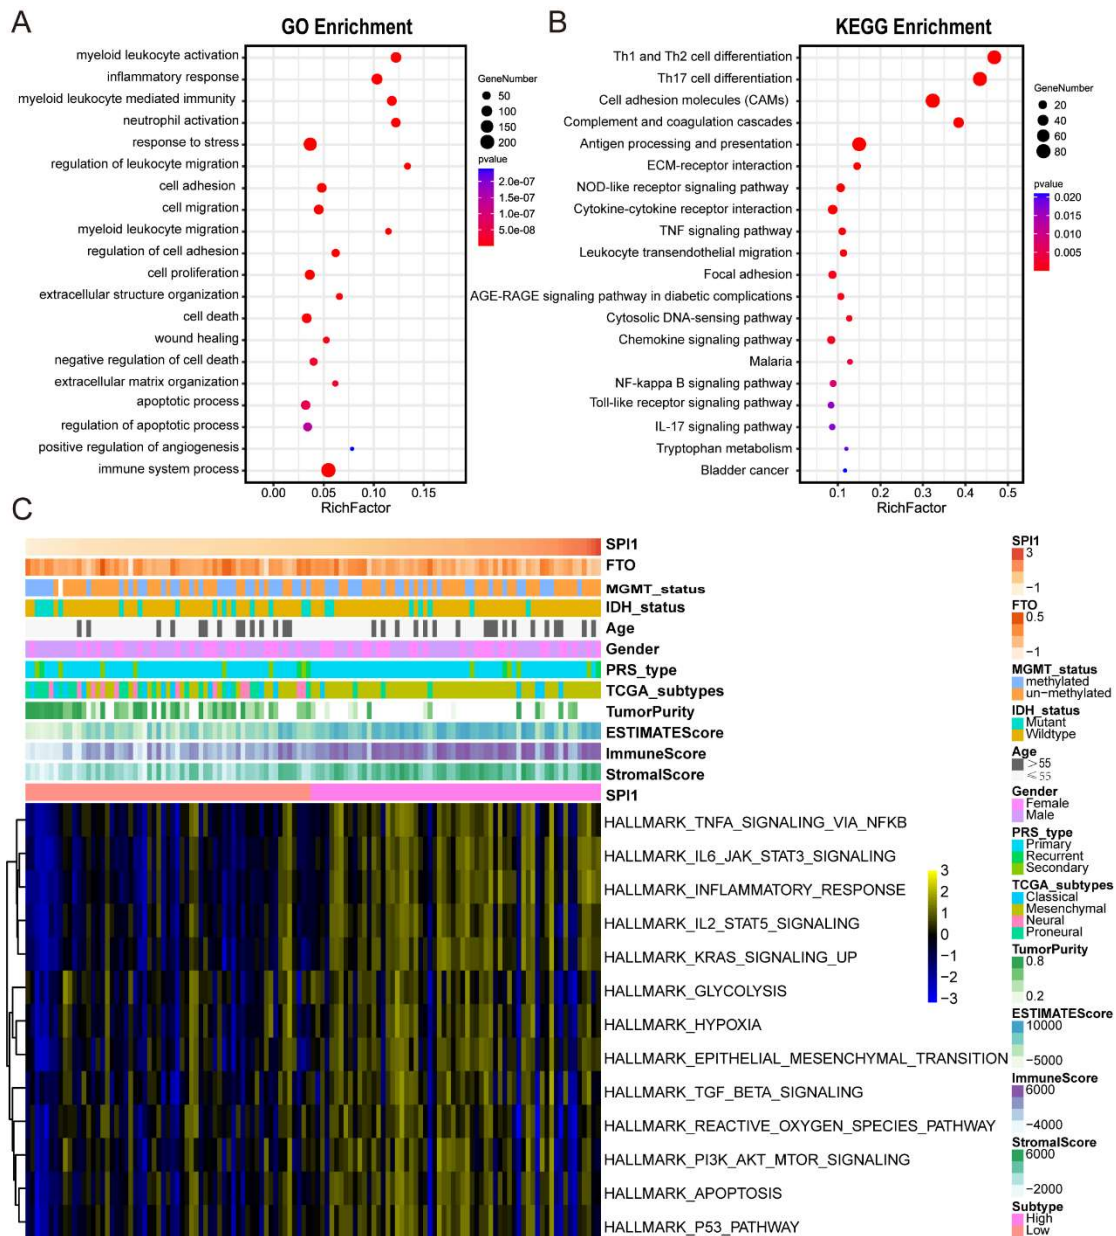 A
GO Enrichment
myeloid leukocyte activation
inflammatory response
myeloid leukocyte mediated immunity
neutrophil activation
response to stress
regulation of leukocyte migration
cell adhesion
cell migration
myeloid leukocyte migration
regulation of cell adhesion
cell proliferation
extracellular structure organization
cell death
wound healing
negative regulation of cell death
extracellular matrix organization
apoptotic process
regulation of apoptotic process
positive regulation of angiogenesis
immune system process
0.00 0.05 0.10 0.15
RichFactor
GeneNumber
50
100
150
200
pvalue
2.0e-07
1.5e-07
1.0e-07
5.0e-08
B
KEGG Enrichment
Th1 and Th2 cell differentiation
Th17 cell differentiation
Cell adhesion molecules (CAMs)
Complement and coagulation cascades
Antigen processing and presentation
ECM-receptor interaction
NOD-like receptor signaling pathway
Cytokine-cytokine receptor interaction
TNF signaling pathway
Leukocyte transendothelial migration
Focal adhesion
AGE-RAGE signaling pathway in diabetic complications
Cytosolic DNA-sensing pathway
Chemokine signaling pathway
Malaria
NF-kappa B signaling pathway
Toll-like receptor signaling pathway
IL-17 signaling pathway
Tryptophan metabolism
Bladder cancer
0.1 0.2 0.3 0.4 0.5
RichFactor
GeneNumber
20
40
60
80
pvalue
0.020
0.015
0.010
0.005
C
SPI1
FTO
MGMT_status
IDH_status
Age
Gender
PRS_type
TCGA_subtypes
TumorPurity
ESTIMATEScore
ImmuneScore
StromalScore
SPI1
HALLMARK_TNFA_SIGNALING_VIA_NFKB
HALLMARK_IL6_JAK_STAT3_SIGNALING
HALLMARK_INFLAMMATORY_RESPONSE
HALLMARK_IL2_STAT5_SIGNALING
HALLMARK_KRAS_SIGNALING_UP
HALLMARK_GLYCOLYSIS
HALLMARK_HYPOXIA
HALLMARK_EPITHELIAL_MESENCHYMAL_TRANSITION
HALLMARK_TGF_BETA_SIGNALING
HALLMARK_REACTIVE_OXYGEN_SPECIES_PATHWAY
HALLMARK_PI3K_AKT_MTOR_SIGNALING
HALLMARK_APOPTOSIS
HALLMARK_P53_PATHWAY
3
2
1
0
−1
−2
−3
SPI1
3
−1
FTO
0.5
−1
MGMT_status
methylated
un−methylated
IDH_status
Mutant
Wildtype
Age
>55
≤55
Gender
Female
Male
PRS_type
Primary
Recurrent
Secondary
TCGA_subtypes
Classical
Mesenchymal
Neural
Proneural
TumorPurity
0.8
0.2
ESTIMATEScore
10000
−5000
ImmuneScore
6000
−4000
StromalScore
6000
−2000
Subtype
High
Low